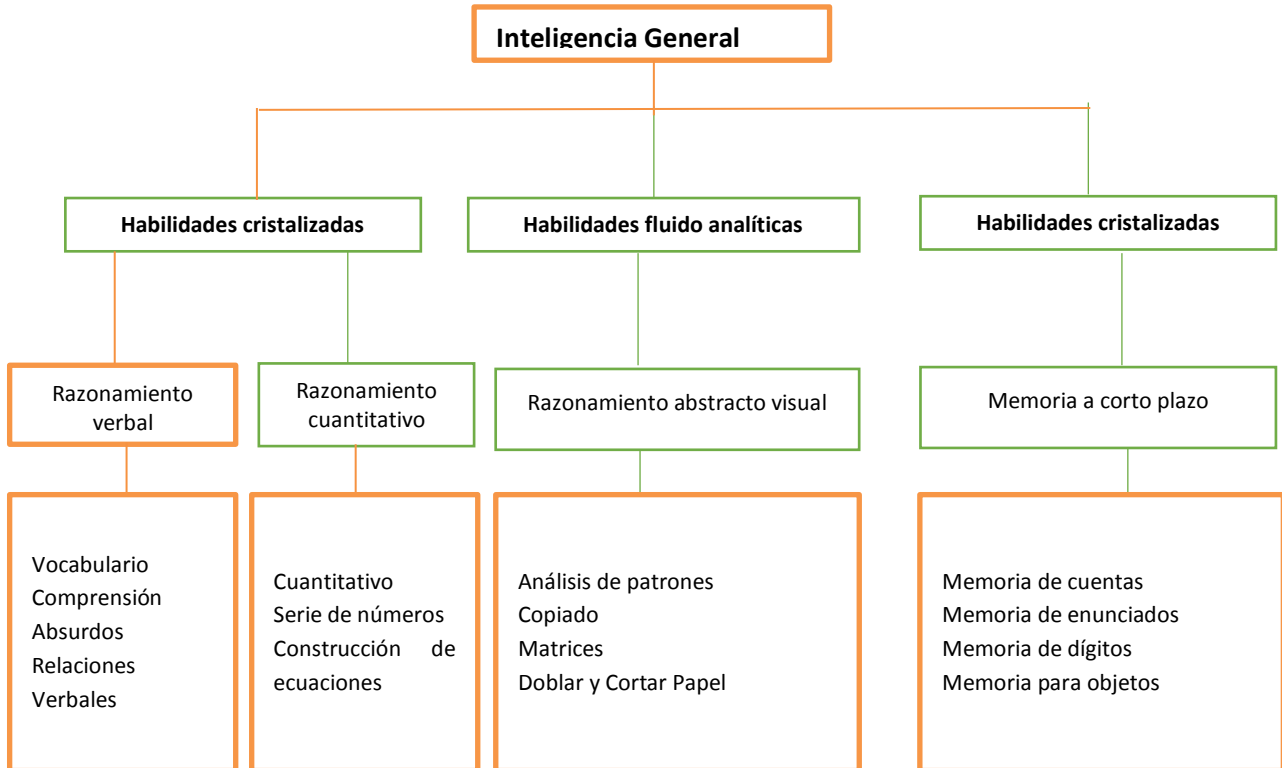 Inteligencia General
Habilidades cristalizadas
Habilidades fluido analíticas
Habilidades cristalizadas
Razonamiento
verbal
Razonamiento
cuantitativo
Razonamiento abstracto visual
Memoria a corto plazo
Vocabulario
Comprensión
Absurdos
Relaciones
Verbales
Cuantitativo
Serie de números
Construcción de
ecuaciones
Análisis de patrones
Copiado
Matrices
Doblar y Cortar Papel
Memoria de cuentas
Memoria de enunciados
Memoria de dígitos
Memoria para objetos